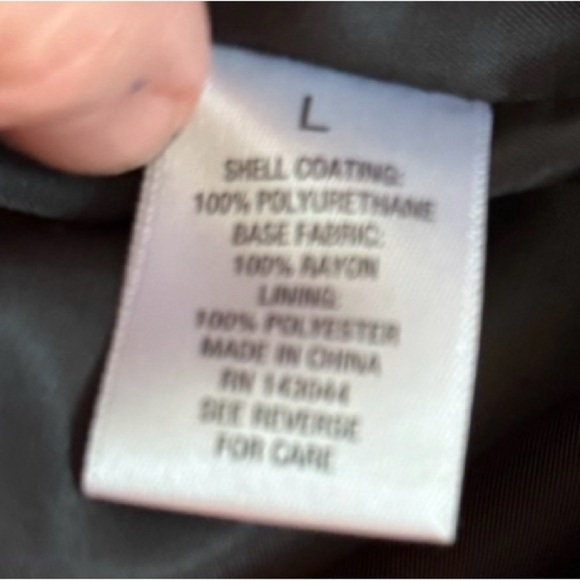 L
SHELL COATING:
100% POLYURETHANE
BASE FABRIC:
100% RAYON
LINING:
100% POLYESTER
MADE IN CHINA
RN 143044
SEE REVERSE
FOR CARE